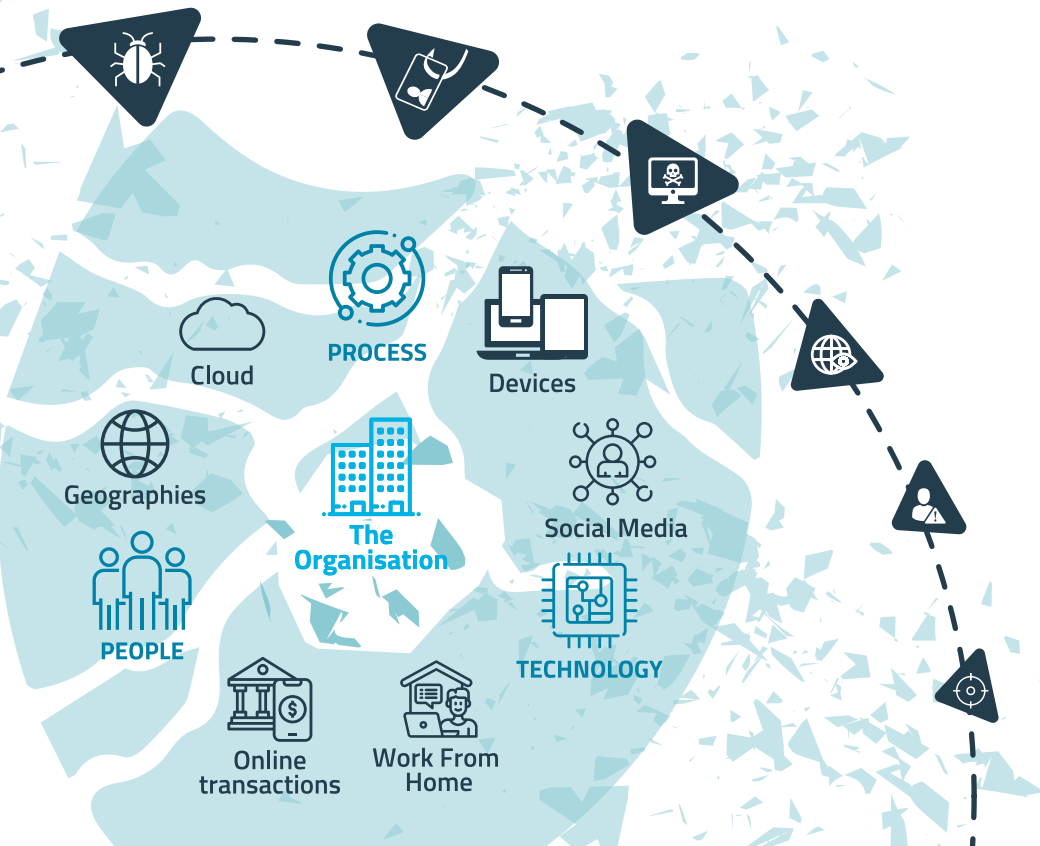 PROCESS
Cloud
Devices
Geographies
Social Media
The
Organisation
PEOPLE
TECHNOLOGY
Online
transactions
Work From
Home